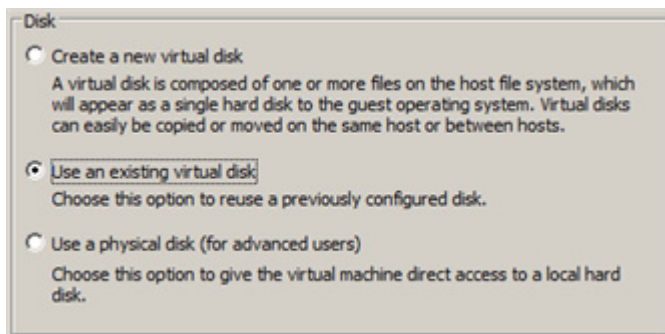 Disk
Create a new virtual disk
A virtual disk is composed of one or more files on the host file system, which
will appear as a single hard disk to the guest operating system. Virtual disks
can easily be copied or moved on the same host or between hosts.
Use an existing virtual disk
Choose this option to reuse a previously configured disk.
Use a physical disk (for advanced users)
Choose this option to give the virtual machine direct access to a local hard
disk.